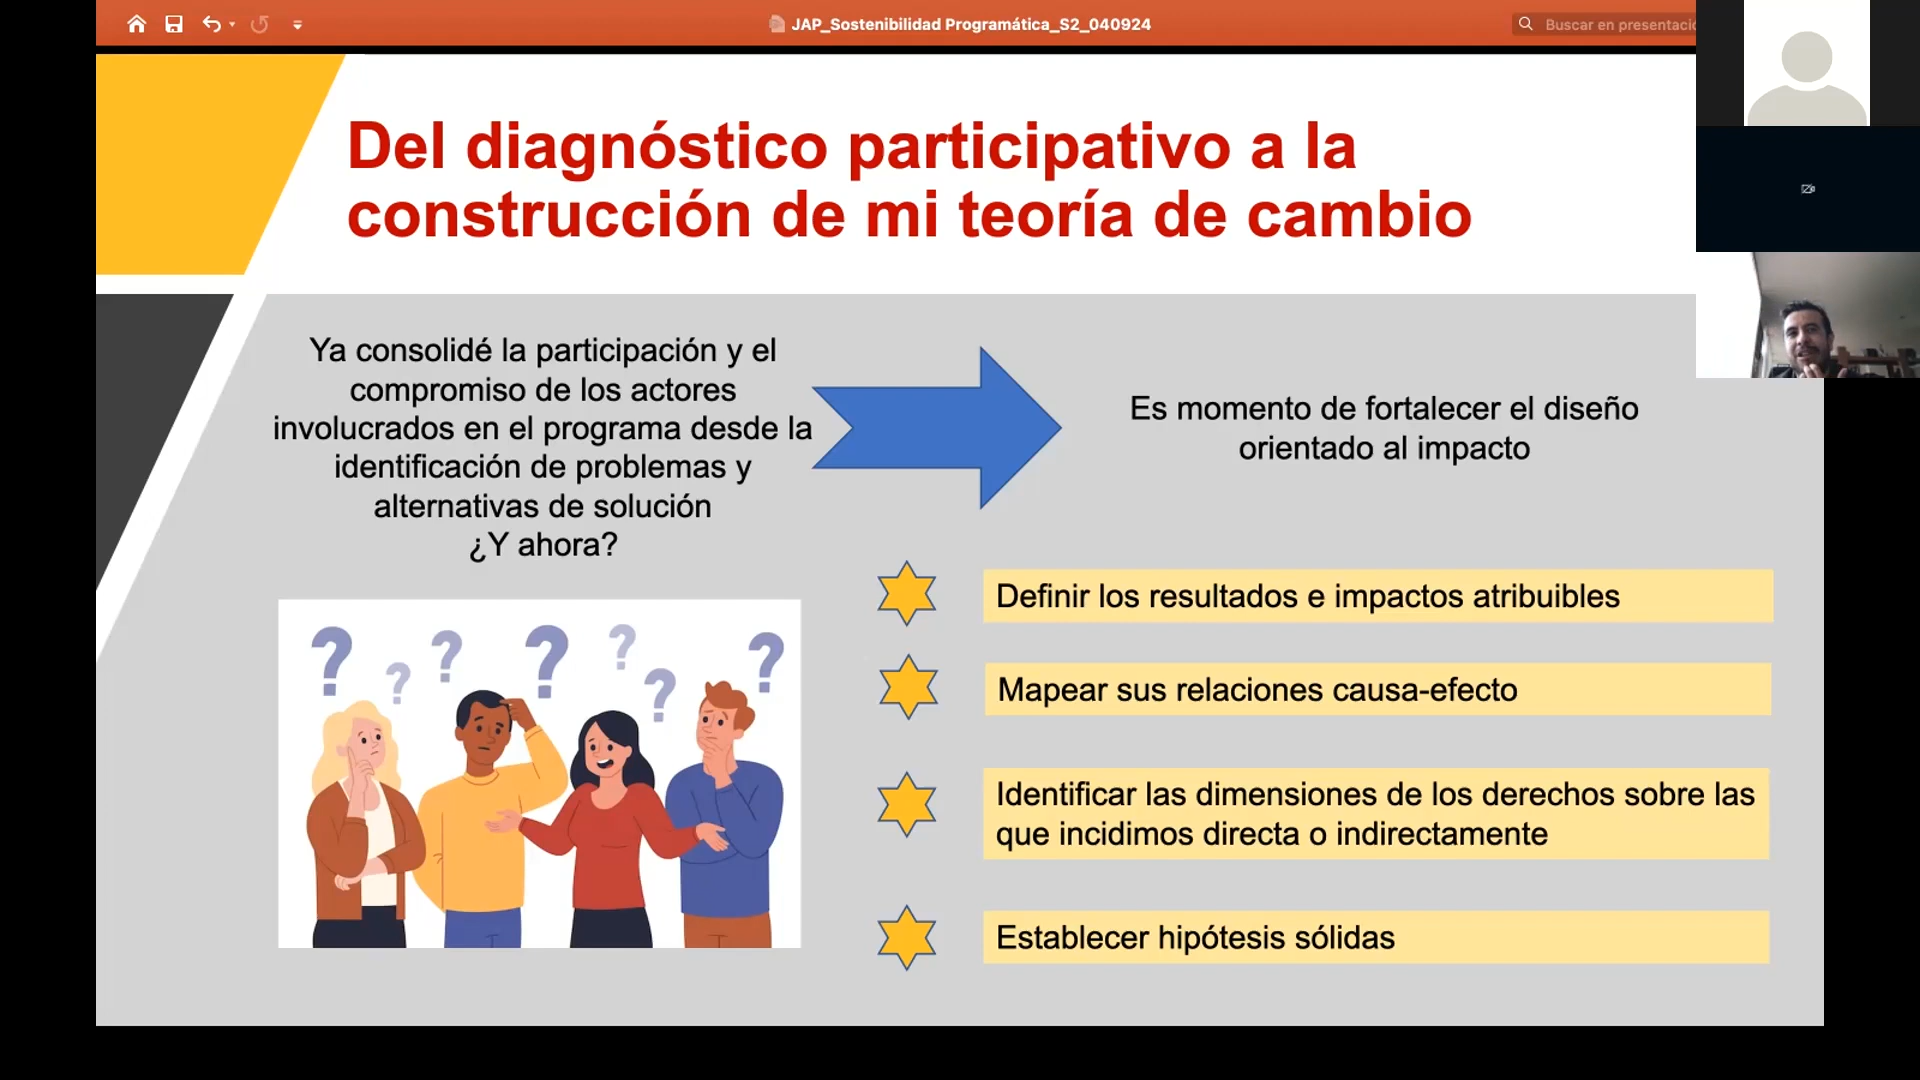 JAP_Sostenibilidad Programática_S2_040924
Buscar en presentació
Del diagnóstico participativo a la
construcción de mi teoría de cambio
Ya consolidé la participación y el
compromiso de los actores
involucrados en el programa desde la
identificación de problemas y
alternativas de solución
¿Y ahora?
Es momento de fortalecer el diseño
orientado al impacto
? ? ? ? ? ? ?
Definir los resultados e impactos atribuibles
Mapear sus relaciones causa-efecto
Identificar las dimensiones de los derechos sobre las
que incidimos directa o indirectamente
Establecer hipótesis sólidas